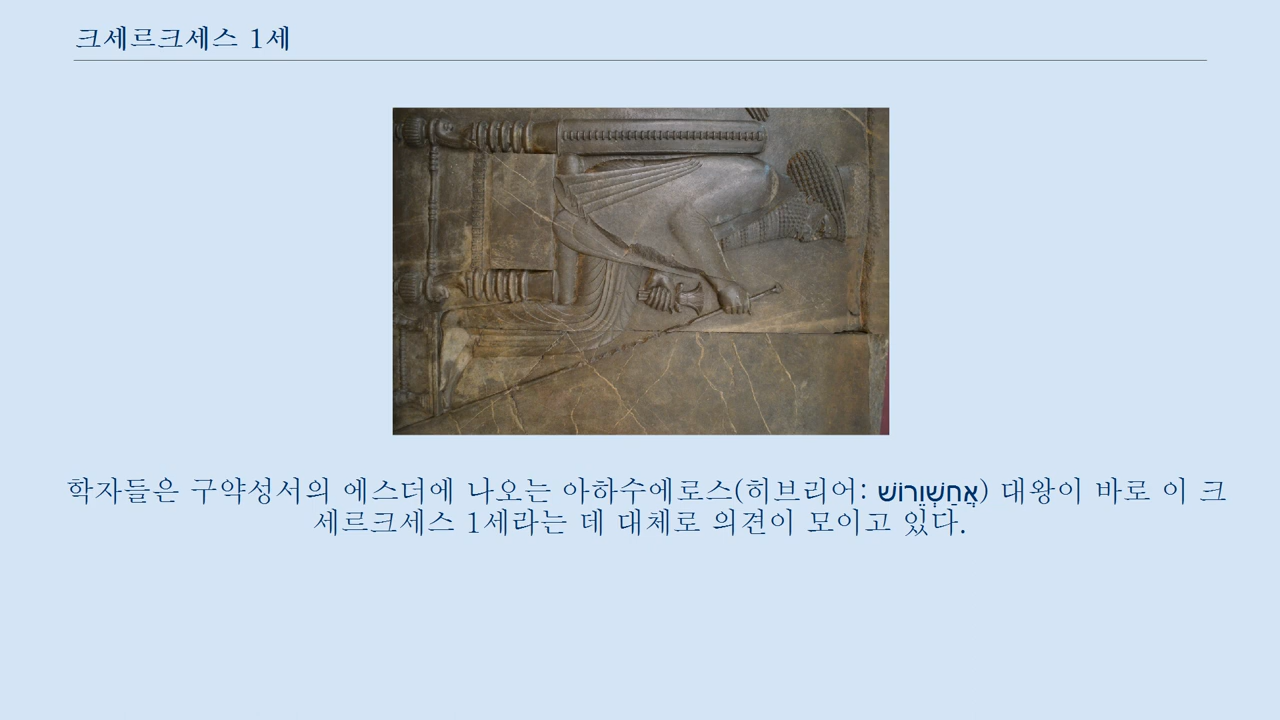 크세르크세스 1세
학자들은 구약성서의 에스더에 나오는 아하수에로스(히브리어: אֲחַשְׁוֵרוֹשׁ) 대왕이 바로 이 크
세르크세스 1세라는 데 대체로 의견이 모이고 있다.